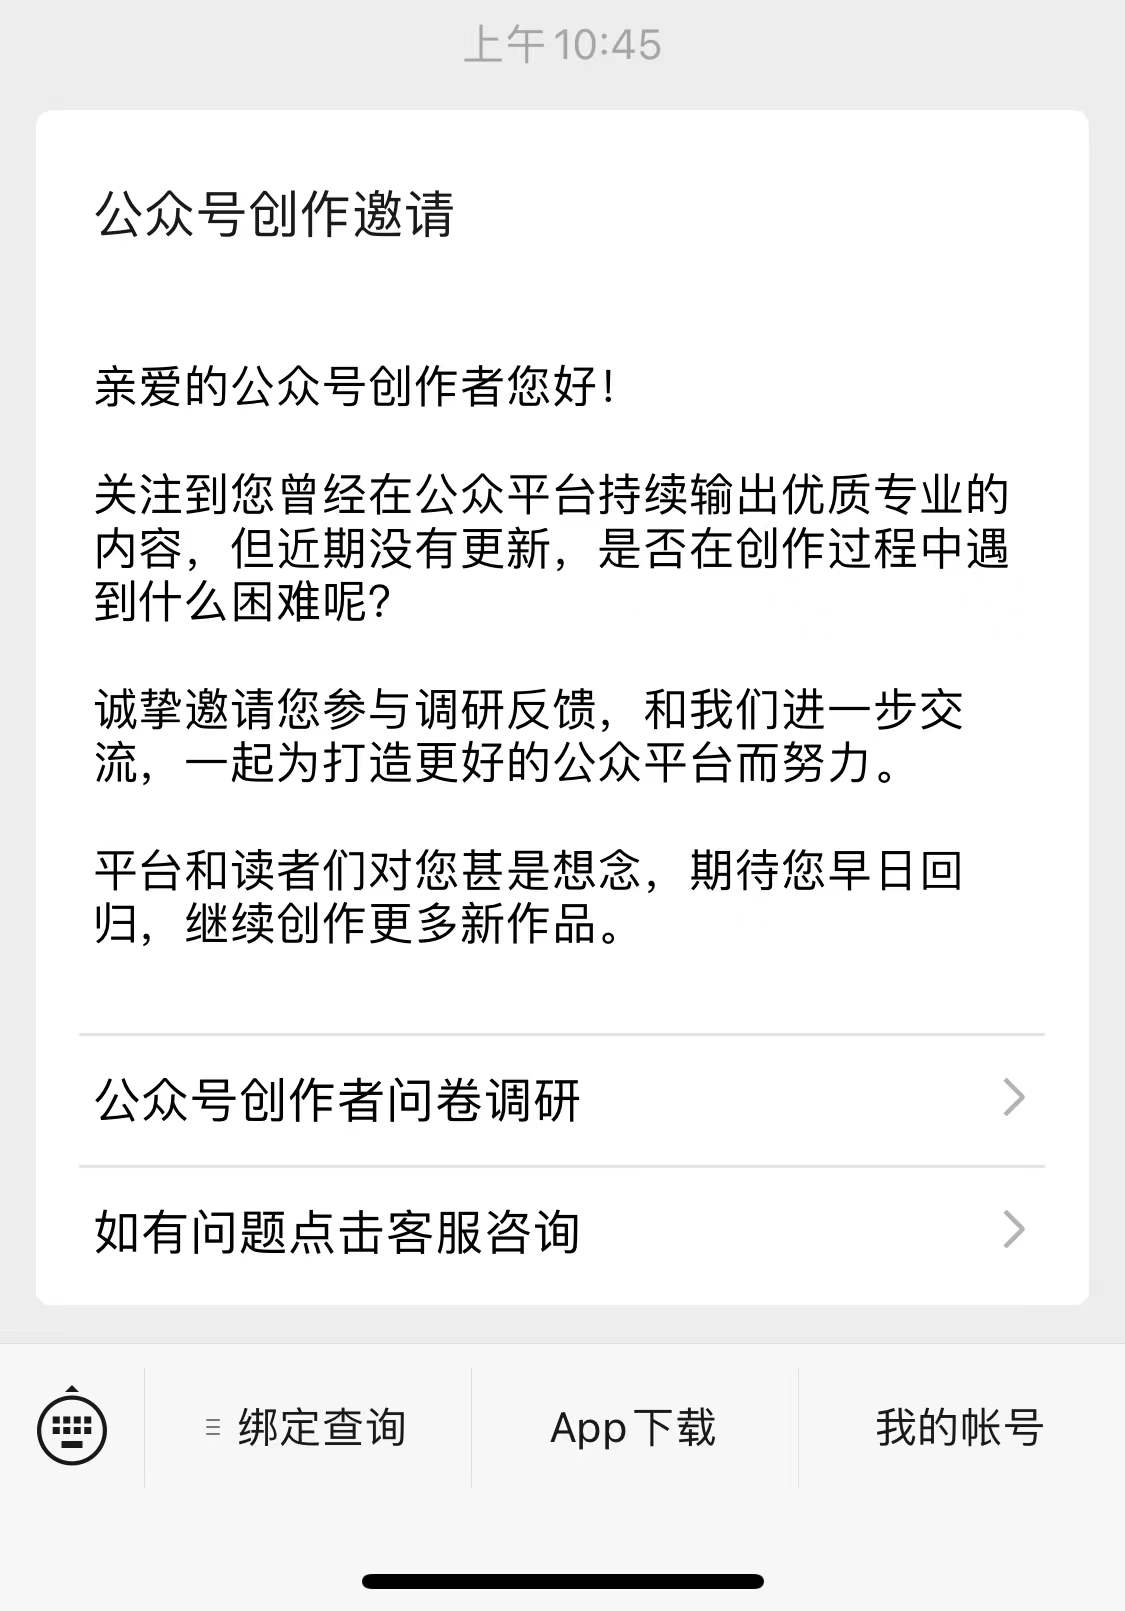 上午10:45
公众号创作邀请
亲爱的公众号创作者您好！
关注到您曾经在公众平台持续输出优质专业的
内容，但近期没有更新，是否在创作过程中遇
到什么困难呢？
诚挚邀请您参与调研反馈，和我们进一步交
流，一起为打造更好的公众平台而努力。
平台和读者们对您甚是想念，期待您早日回
归，继续创作更多新作品。
公众号创作者问卷调研
如有问题点击客服咨询
绑定查询
App下载
我的帐号